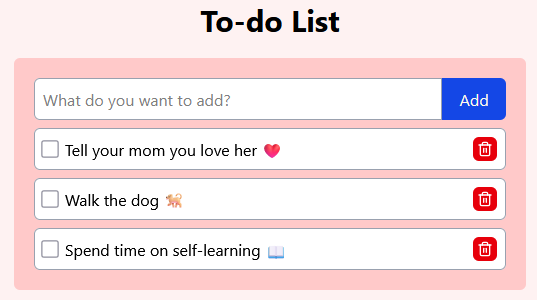 To-do List
What do you want to add?
Add
Tell your mom you love her 💗
Walk the dog 🐕
Spend time on self-learning 📖